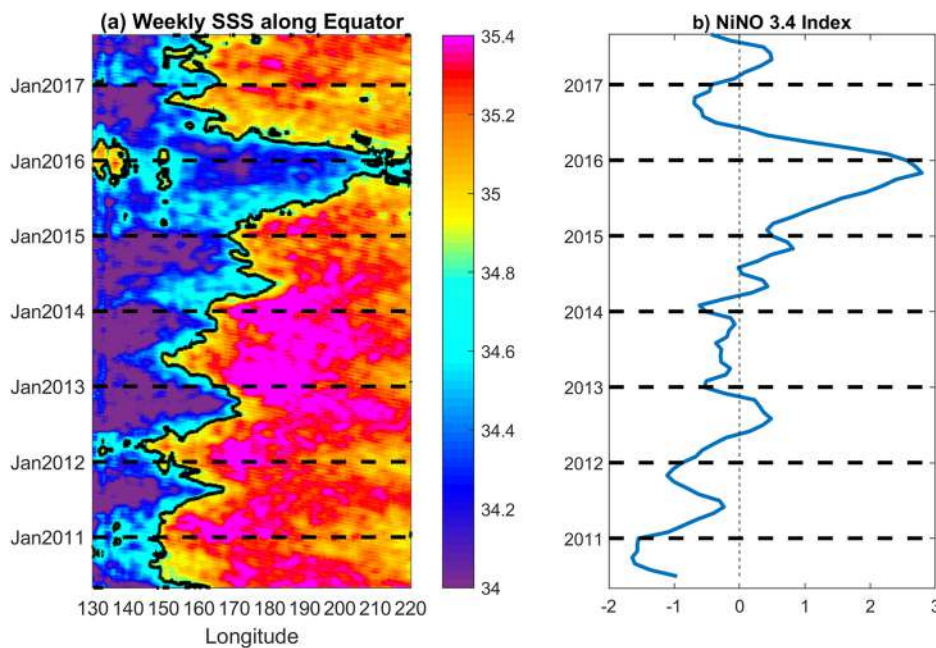 (a) Weekly SSS along Equator
Jan2017
Jan2016
Jan2015
Jan2014
Jan2013
Jan2012
Jan2011
130 140 150 160 170 180 190 200 210 220
Longitude
35.4
35.2
35
34.8
34.6
34.4
34.2
34
b) NiNO 3.4 Index
2017
2016
2015
2014
2013
2012
2011
-2 -1 0 1 2 3